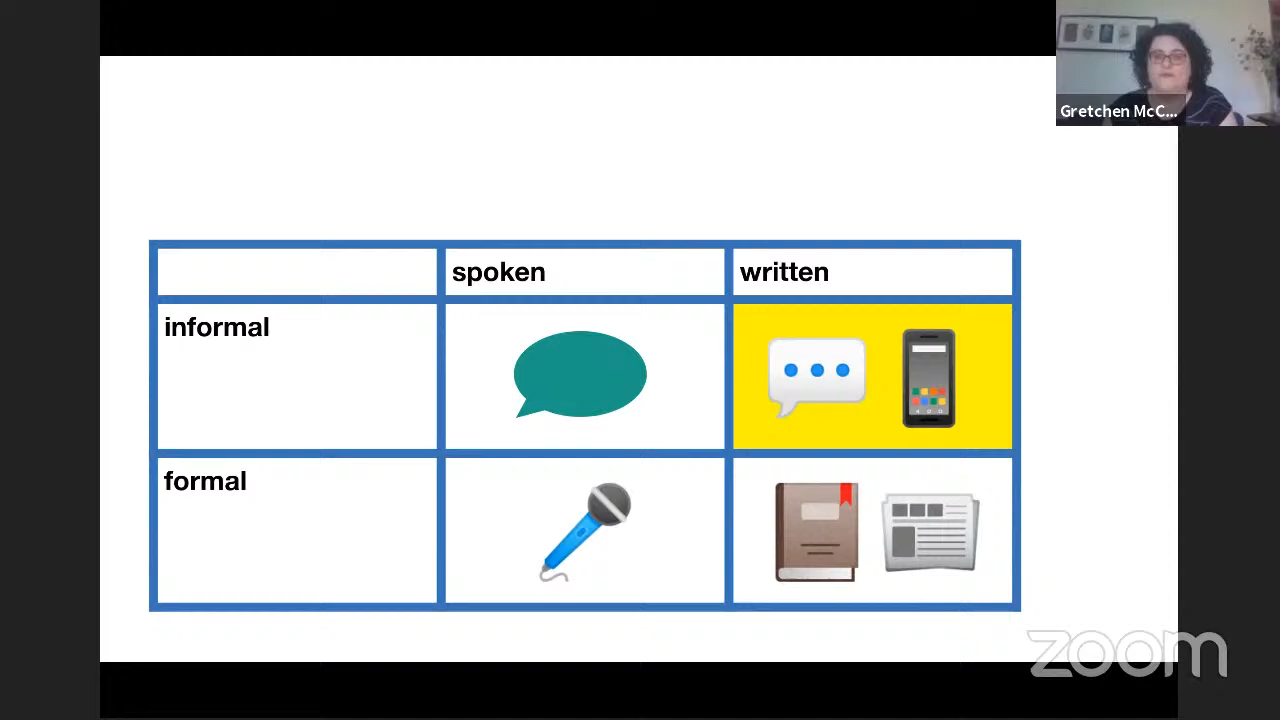 Gretchen McC...
spoken
written
informal
formal
zoom